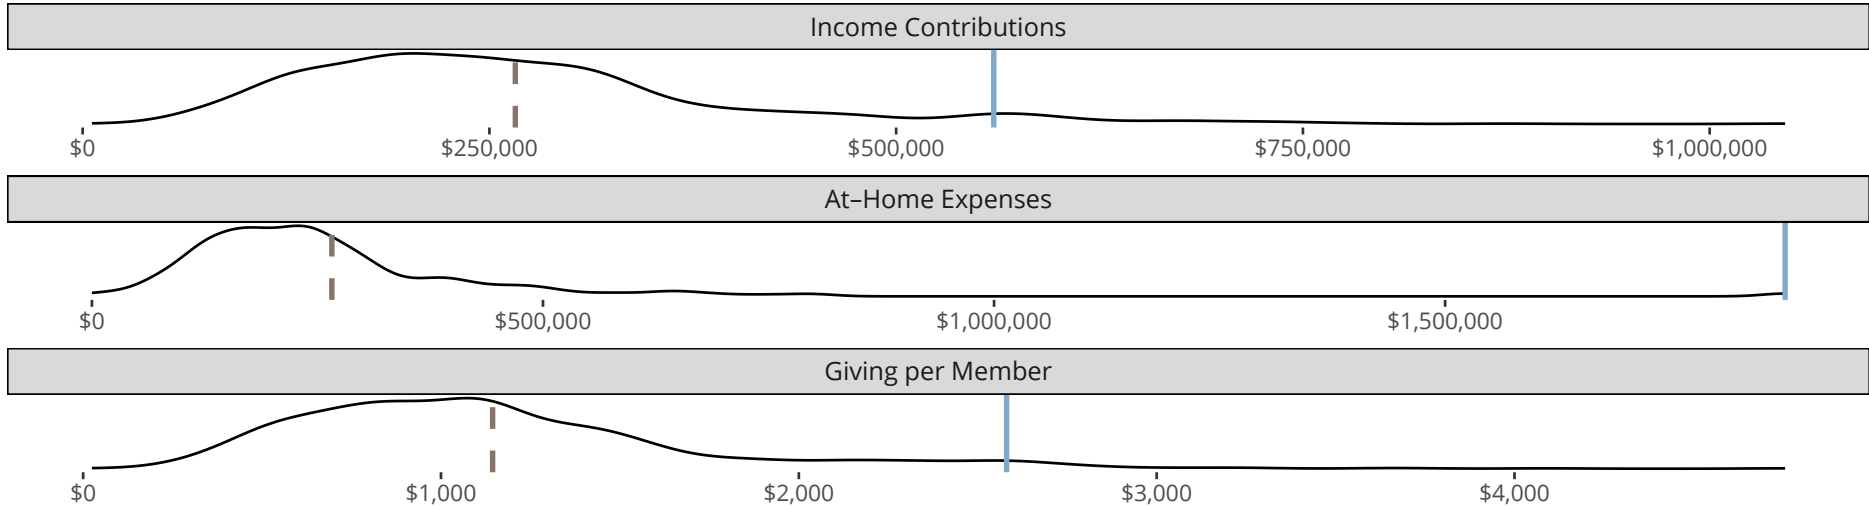 Income Contributions
$0 $250,000 $500,000 $750,000 $1,000,000
At–Home Expenses
$0 $500,000 $1,000,000 $1,500,000
Giving per Member
$0 $1,000 $2,000 $3,000 $4,000